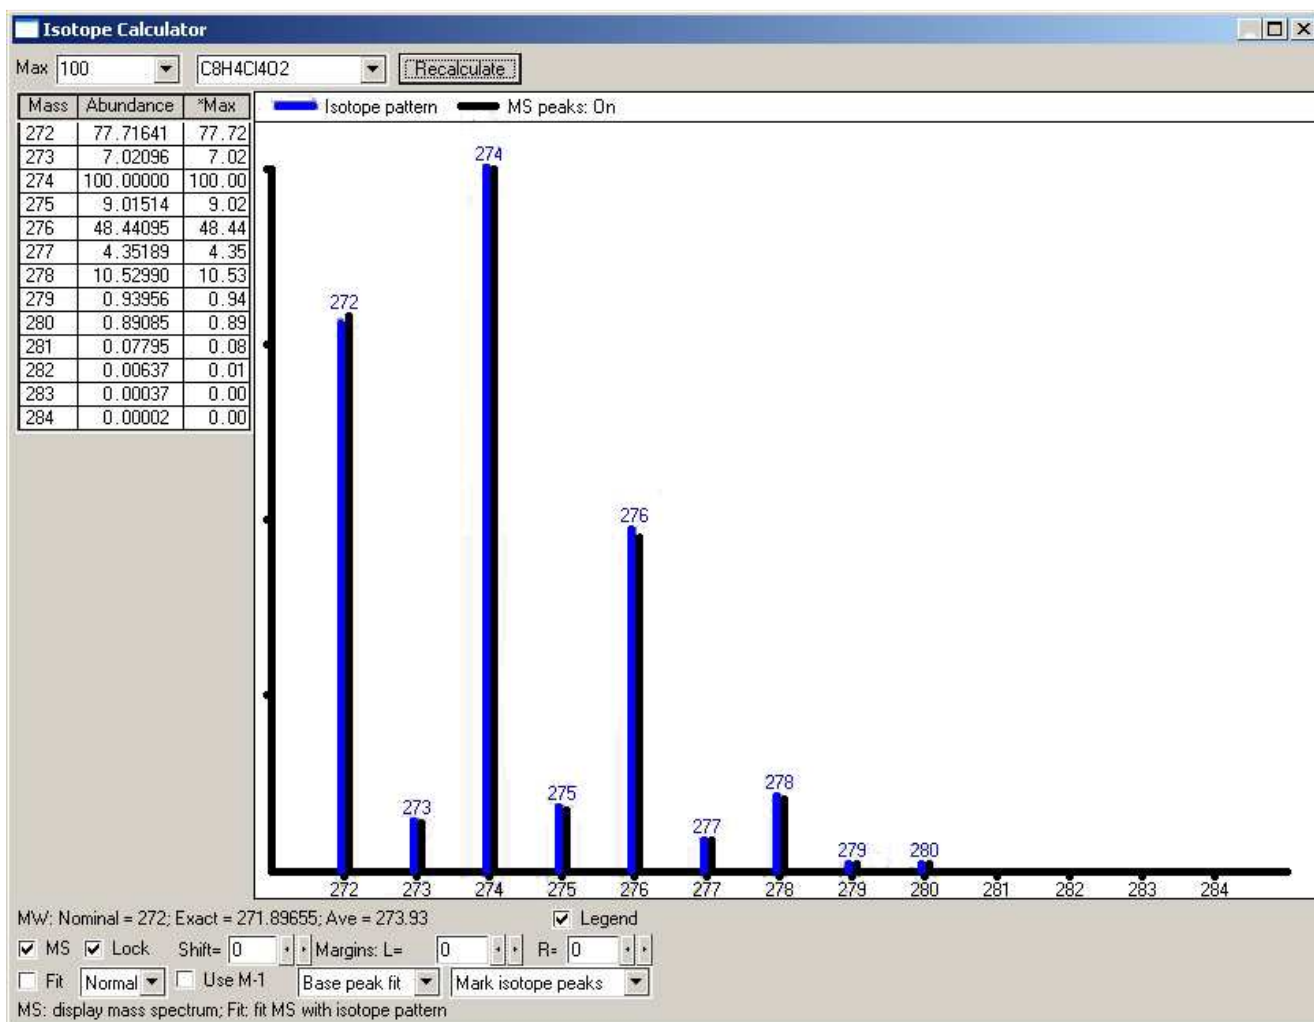 Isotope Calculator
Max 100 C8H4Cl4O2 Recalculate
Mass Abundance *Max
272 77.71641 77.72
273 7.02096 7.02
274 100.00000 100.00
275 9.01514 9.02
276 48.44095 48.44
277 4.35189 4.35
278 10.52990 10.53
279 0.93956 0.94
280 0.89085 0.89
281 0.07795 0.08
282 0.00637 0.01
283 0.00037 0.00
284 0.00002 0.00
Isotope pattern MS peaks: On
274
272
276
278
275
273
277
279 280
272 273 274 275 276 277 278 279 280 281 282 283 284
MW: Nominal = 272; Exact = 271.89655; Ave = 273.93 Legend
MS Lock Shift= 0 Margins: L= 0 R= 0
Fit Normal Use M-1 Base peak fit Mark isotope peaks
MS: display mass spectrum; Fit: fit MS with isotope pattern